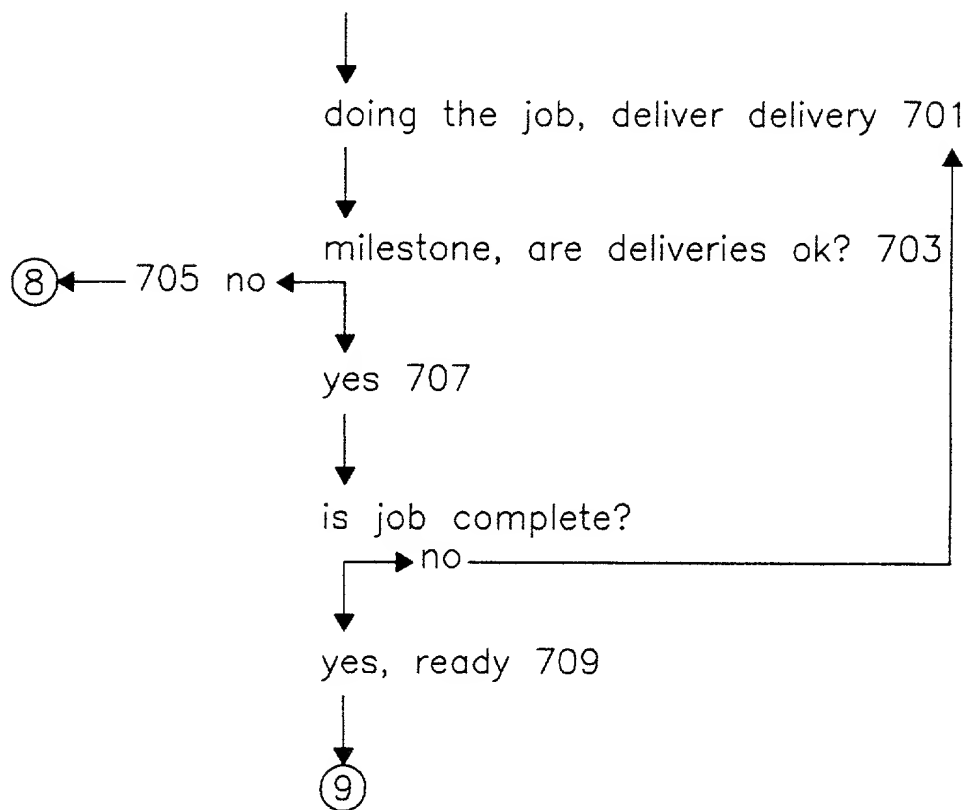 doing the job, deliver delivery 701
milestone, are deliveries ok? 703
8 705 no
yes 707
is job complete?
no
yes, ready 709
9